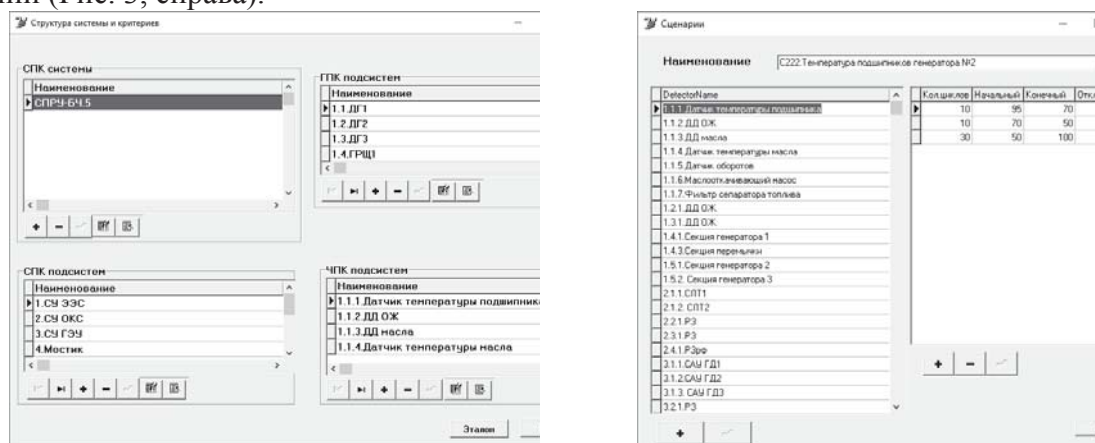 (Рис. 3, справа).
Структура системы и критериев
СПК системы
Наименование
СПРУ-БЧ.5
ГПК подсистем
Наименование
1.1.ДГ1
1.2.ДГ2
1.3.ДГ3
1.4.ГРЩ1
СПК подсистем
Наименование
1.СУ ЭЭС
2.СУ ОКС
3.СУ ГЭУ
4.Мостик
ЧПК подсистем
Наименование
1.1.1.Датчик температуры подшипник
1.1.2.ДД ОЖ
1.1.3.ДД масла
1.1.4.Датчик температуры масла
Эталон
Сценарии
Наименование
С222.Температура подшипников генератора №2
DetectorName
1.1.1.Датчик температуры подшипника
1.1.2.ДД ОЖ
1.1.3.ДД масла
1.1.4.Датчик температуры масла
1.1.5.Датчик оборотов
1.1.6.Маслооткачивающий насос
1.1.7.Фильтр сепаратора топлива
1.2.1.ДД ОЖ
1.3.1.ДД ОЖ
1.4.1.Секция генератора 1
1.4.3.Секция перемычки
1.5.1.Секция генератора 2
1.5.2. Секция генератора 3
2.1.1.СПТ1
2.1.2. СПТ2
2.2.1.РЗ
2.3.1.РЗ
2.4.1.РЗрф
3.1.1.САУ ГД1
3.1.2.САУ ГД2
3.1.3. САУ ГД3
3.2.1.РЗ
Кол.циклов Начальный Конечный Откл
10 95 70
10 70 50
30 50 100